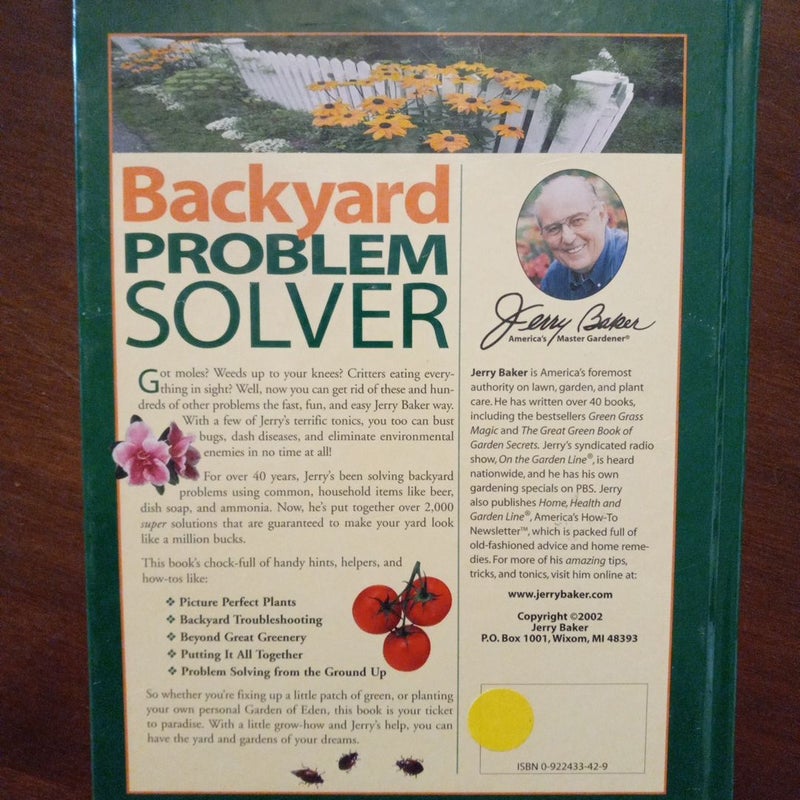 Backyard
PROBLEM
SOLVER
Got moles? Weeds up to your knees? Critters eating every-
thing in sight? Well, now you can get rid of these and hun-
dreds of other problems the fast, fun, and easy Jerry Baker way.
With a few of Jerry's terrific tonics, you too can bust
bugs, dash diseases, and eliminate environmental
enemies in no time at all!
For over 40 years, Jerry's been solving backyard
problems using common, household items like beer,
dish soap, and ammonia. Now, he's put together over 2,000
super solutions that are guaranteed to make your yard look
like a million bucks.
This book's chock-full of handy hints, helpers, and
how-tos like:
❖ Picture Perfect Plants
❖ Backyard Troubleshooting
❖ Beyond Great Greenery
❖ Putting It All Together
❖ Problem Solving from the Ground Up
So whether you're fixing up a little patch of green, or planting
your own personal Garden of Eden, this book is your ticket
to paradise. With a little grow-how and Jerry's help, you can
have the yard and gardens of your dreams.
Jerry Baker
America's Master Gardener®
Jerry Baker is America's foremost
authority on lawn, garden, and plant
care. He has written over 40 books,
including the bestsellers Green Grass
Magic and The Great Green Book of
Garden Secrets. Jerry's syndicated radio
show, On the Garden Line®, is heard
nationwide, and he has his own
gardening specials on PBS. Jerry
also publishes Home, Health and
Garden Line®, America's How-To
Newsletter™, which is packed full of
old-fashioned advice and home reme-
dies. For more of his amazing tips,
tricks, and tonics, visit him online at:
www.jerrybaker.com
Copyright ©2002
Jerry Baker
P.O. Box 1001, Wixom, MI 48393
ISBN 0-922433-42-9